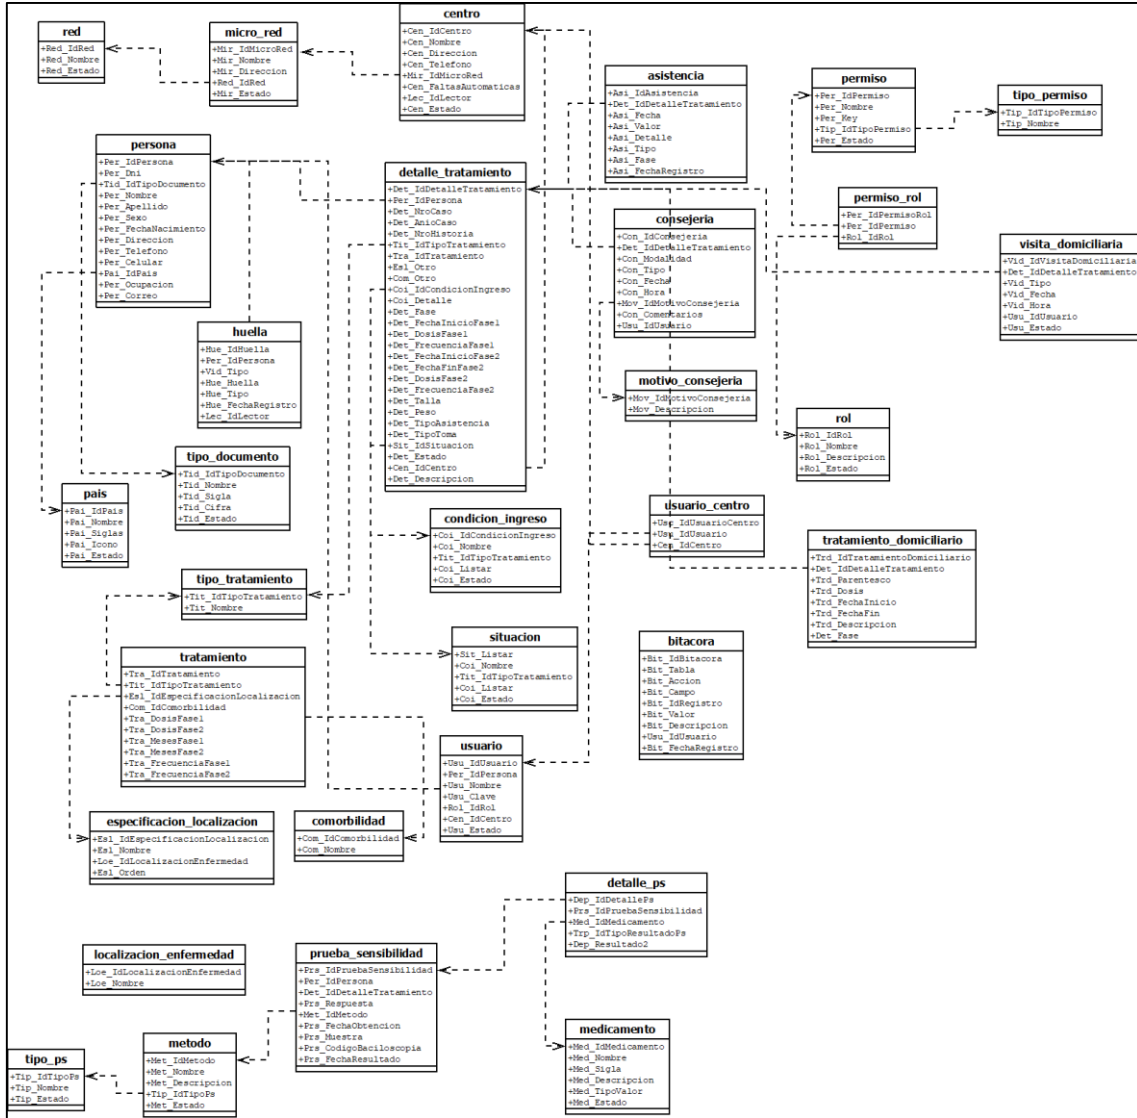 red
+Red_IdRed
+Red_Nombre
+Red_Estado
micro_red
+Mir_IdMicroRed
+Mir_Nombre
+Mir_Direccion
+Red_IdRed
+Mir_Estado
centro
+Cen_IdCentro
+Cen_Nombre
+Cen_Direccion
+Cen_Telefono
+Mir_IdMicroRed
+Cen_FaltasAutomaticas
+Lec_IdLector
+Cen_Estado
asistencia
+Asi_IdAsistencia
+Det_IdDetalleTratamiento
+Asi_Fecha
+Asi_Valor
+Asi_Detalle
+Asi_Tipo
+Asi_Fase
+Asi_FechaRegistro
permiso
+Per_IdPermiso
+Per_Nombre
+Per_Key
+Tip_IdTipoPermiso
+Per_Estado
tipo_permiso
+Tip_IdTipoPermiso
+Tip_Nombre
persona
+Per_IdPersona
+Per_Dni
+Tid_IdTipoDocumento
+Per_Nombre
+Per_Apellido
+Per_Sexo
+Per_FechaNacimiento
+Per_Direccion
+Per_Telefono
+Per_Celular
+Pai_IdPais
+Per_Ocupacion
+Per_Correo
detalle_tratamiento
+Det_IdDetalleTratamiento
+Per_IdPersona
+Det_NroCaso
+Det_AnioCaso
+Det_NroHistoria
+Tit_IdTipoTratamiento
+Tra_IdTratamiento
+Esl_Otro
+Com_Otro
+Coi_IdCondicionIngreso
+Coi_Detalle
+Det_Fase
+Det_FechaInicioFase1
+Det_DosisFase1
+Det_FrecuenciaFase1
+Det_FechaInicioFase2
+Det_FechaFinFase2
+Det_DosisFase2
+Det_FrecuenciaFase2
+Det_Talla
+Det_Peso
+Det_TipoAsistencia
+Det_TipoToma
+Sit_IdSituacion
+Det_Estado
+Cen_IdCentro
+Det_Descripcion
consejeria
+Con_IdConsejeria
+Det_IdDetalleTratamiento
+Con_Modalidad
+Con_Tipo
+Con_Fecha
+Con_Hora
+Mov_IdMotivoConsejeria
+Con_Comentarios
+Usu_IdUsuario
permiso_rol
+Per_IdPermisoRol
+Per_IdPermiso
+Rol_IdRol
visita_domiciliaria
+Vid_IdVisitaDomiciliaria
+Det_IdDetalleTratamiento
+Vid_Tipo
+Vid_Fecha
+Vid_Hora
+Usu_IdUsuario
+Usu_Estado
huella
+Hue_IdHuella
+Per_IdPersona
+Vid_Tipo
+Hue_Huella
+Hue_Tipo
+Hue_FechaRegistro
+Lec_IdLector
motivo_consejeria
+Mov_IdMotivoConsejeria
+Mov_Descripcion
rol
+Rol_IdRol
+Rol_Nombre
+Rol_Descripcion
+Rol_Estado
tipo_documento
+Tid_IdTipoDocumento
+Tid_Nombre
+Tid_Sigla
+Tid_Cifra
+Tid_Estado
pais
+Pai_IdPais
+Pai_Nombre
+Pai_Siglas
+Pai_Icono
+Pai_Estado
condicion_ingreso
+Coi_IdCondicionIngreso
+Coi_Nombre
+Tit_IdTipoTratamiento
+Coi_Listar
+Coi_Estado
usuario_centro
+Usc_IdUsuarioCentro
+Usu_IdUsuario
+Cen_IdCentro
tratamiento_domiciliario
+Trd_IdTratamientoDomiciliario
+Det_IdDetalleTratamiento
+Trd_Parentesco
+Trd_Dosis
+Trd_FechaInicio
+Trd_FechaFin
+Trd_Descripcion
+Det_Fase
tipo_tratamiento
+Tit_IdTipoTratamiento
+Tit_Nombre
situacion
+Sit_Listar
+Coi_Nombre
+Tit_IdTipoTratamiento
+Coi_Listar
+Coi_Estado
bitacora
+Bit_IdBitacora
+Bit_Tabla
+Bit_Accion
+Bit_Campo
+Bit_IdRegistro
+Bit_Valor
+Bit_Descripcion
+Usu_IdUsuario
+Bit_FechaRegistro
tratamiento
+Tra_IdTratamiento
+Tit_IdTipoTratamiento
+Esl_IdEspecificacionLocalizacion
+Com_IdComorbilidad
+Tra_DosisFase1
+Tra_DosisFase2
+Tra_MesesFase1
+Tra_MesesFase2
+Tra_FrecuenciaFase1
+Tra_FrecuenciaFase2
usuario
+Usu_IdUsuario
+Per_IdPersona
+Usu_Nombre
+Usu_Clave
+Rol_IdRol
+Cen_IdCentro
+Usu_Estado
especificacion_localizacion
+Esl_IdEspecificacionLocalizacion
+Esl_Nombre
+Loe_IdLocalizacionEnfermedad
+Esl_Orden
comorbilidad
+Com_IdComorbilidad
+Com_Nombre
detalle_ps
+Dep_IdDetallePs
+Prs_IdPruebaSensibilidad
+Med_IdMedicamento
+Trp_IdTipoResultadoPs
+Dep_Resultado2
localizacion_enfermedad
+Loe_IdLocalizacionEnfermedad
+Loe_Nombre
prueba_sensibilidad
+Prs_IdPruebaSensibilidad
+Per_IdPersona
+Det_IdDetalleTratamiento
+Prs_Respuesta
+Met_IdMetodo
+Prs_FechaObtencion
+Prs_Muestra
+Prs_CodigoBaciloscopia
+Prs_FechaResultado
medicamento
+Med_IdMedicamento
+Med_Nombre
+Med_Sigla
+Med_Descripcion
+Med_TipoValor
+Med_Estado
metodo
+Met_IdMetodo
+Met_Nombre
+Met_Descripcion
+Tip_IdTipoPs
+Met_Estado
tipo_ps
+Tip_IdTipoPs
+Tip_Nombre
+Tip_Estado